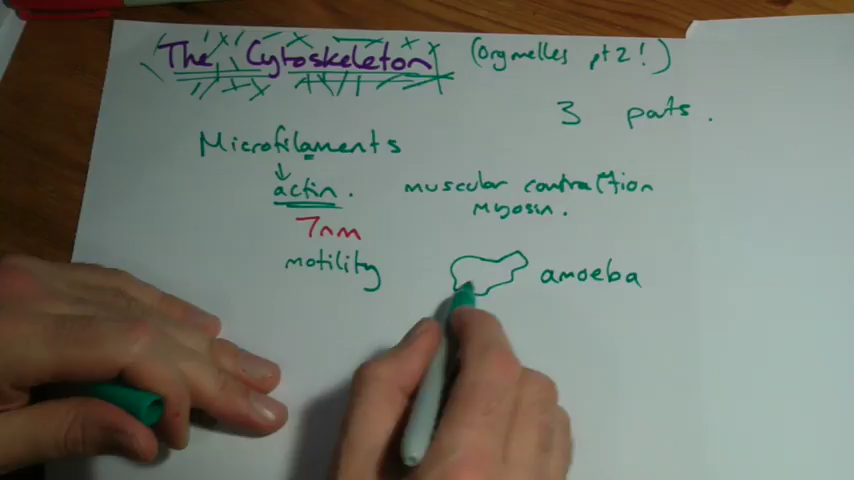 The Cytoskeleton (Organelles pt 2!)
3 parts.
Microfilaments
↓
actin. muscular contraction
myosin.
7nm
motility amoeba